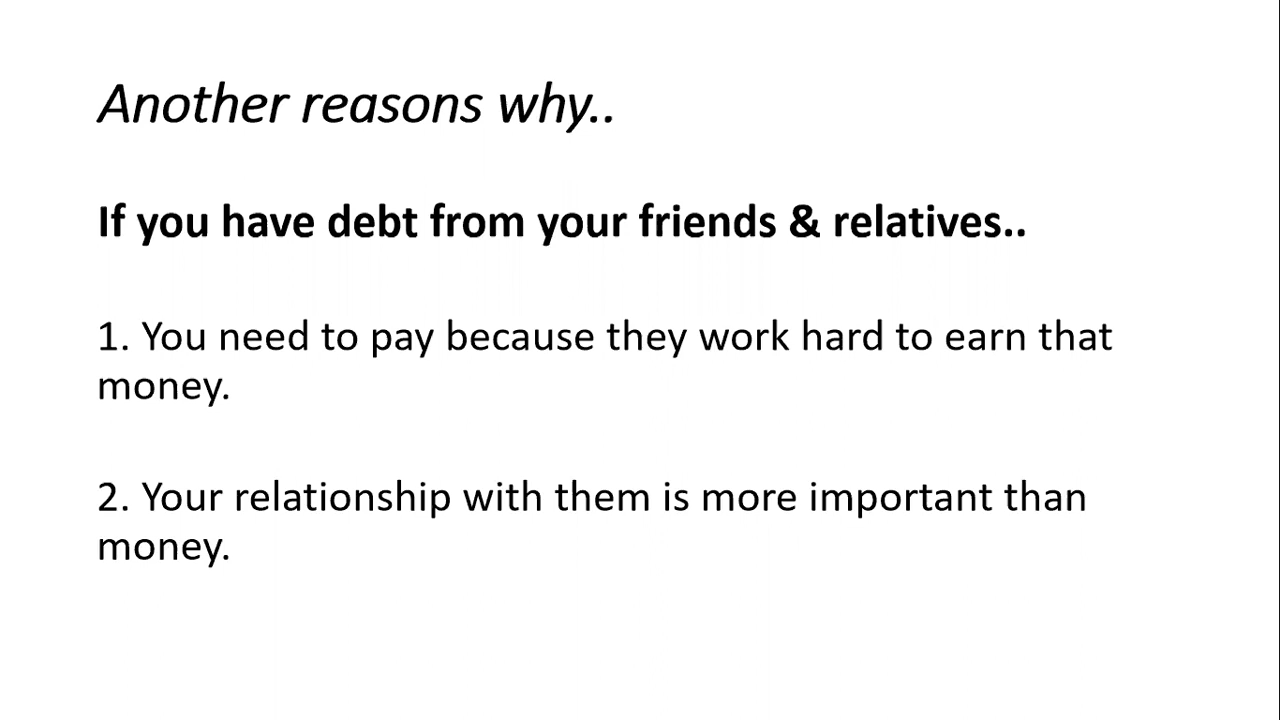 Another reasons why..
If you have debt from your friends & relatives..
1. You need to pay because they work hard to earn that
money.
2. Your relationship with them is more important than
money.